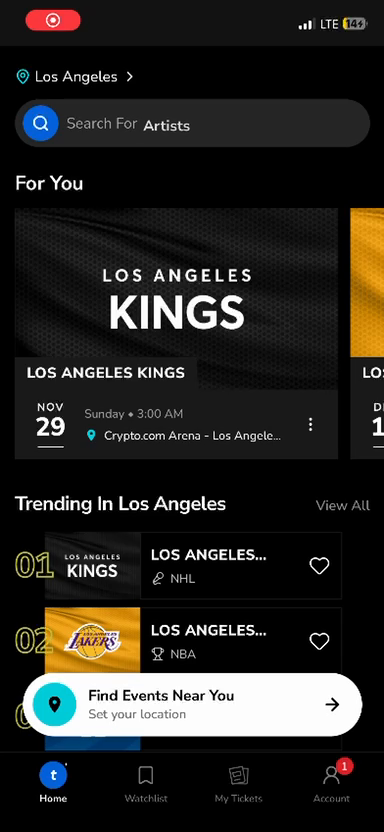 LTE 14
Los Angeles
Search For Artists
For You
LOS ANGELES
KINGS
LOS ANGELES KINGS
LO
NOV
29
Sunday • 3:00 AM
Crypto.com Arena - Los Angele...
D
1
Trending In Los Angeles
View All
01
LOS ANGELES
KINGS
LOS ANGELES...
NHL
02
LAKERS
LOS ANGELES...
NBA
Find Events Near You
Set your location
t
Home
Watchlist
My Tickets
1
Account